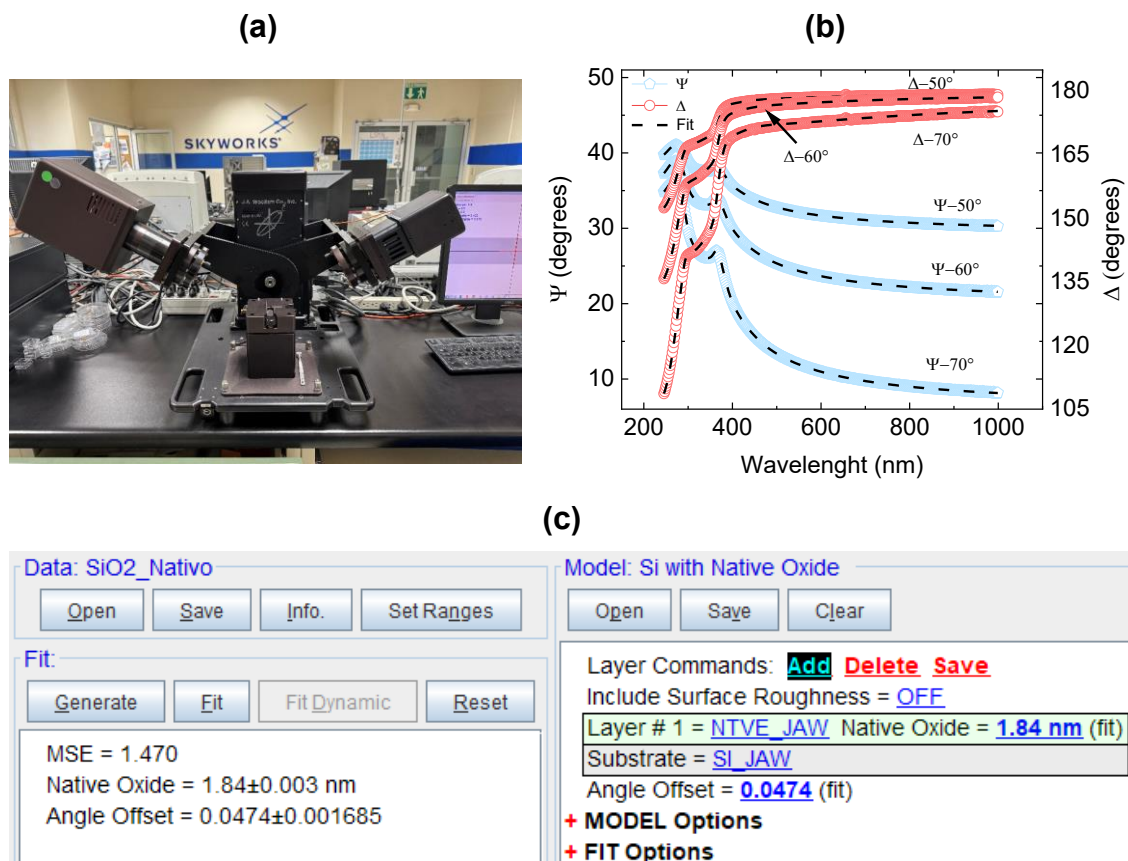 (a)
SKYWORKS
J.A. Woollam Co., Inc.
(b)
Ψ
Δ
Fit
Δ–50°
Δ–60°
Δ–70°
Ψ–50°
Ψ–60°
Ψ–70°
50
40
30
20
10
Ψ (degrees)
180
165
150
135
120
105
Δ (degrees)
200 400 600 800 1000
Wavelenght (nm)
(c)
Data: SiO2_Nativo
Open Save Info. Set Ranges
Fit:
Generate Fit Fit Dynamic Reset
MSE = 1.470
Native Oxide = 1.84±0.003 nm
Angle Offset = 0.0474±0.001685
Model: Si with Native Oxide
Open Save Clear
Layer Commands: Add Delete Save
Include Surface Roughness = OFF
Layer # 1 = NTVE_JAW Native Oxide = 1.84 nm (fit)
Substrate = SI_JAW
Angle Offset = 0.0474 (fit)
+ MODEL Options
+ FIT Options